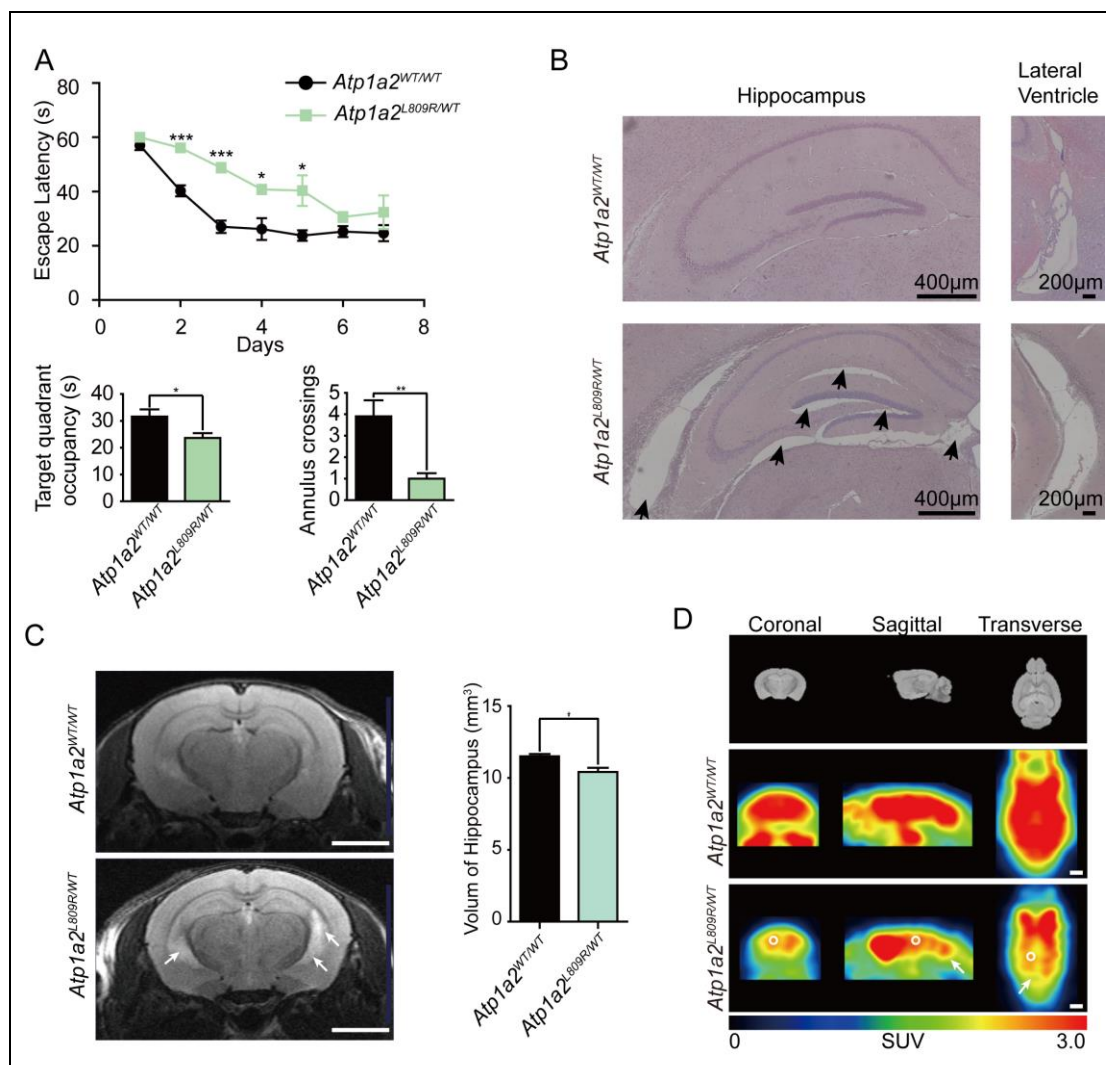 A
Atp1a2WT/WT
Atp1a2L809R/WT
Escape Latency (s)
80
60
40
20
0
*** *** * *
0 2 4 6 8
Days
Target quadrant
occupancy (s)
40
30
20
10
0
*
Atp1a2WT/WT
Atp1a2L809R/WT
Annulus crossings
5
4
3
2
1
0
**
Atp1a2WT/WT
Atp1a2L809R/WT
B
Hippocampus
Lateral
Ventricle
Atp1a2WT/WT
400µm
200µm
Atp1a2L809R/WT
400µm
200µm
C
Atp1a2WT/WT
Atp1a2L809R/WT
Volum of Hippocampus (mm3)
15
10
5
0
*
Atp1a2WT/WT
Atp1a2L809R/WT
D
Coronal Sagittal Transverse
Atp1a2WT/WT
Atp1a2L809R/WT
0 SUV 3.0